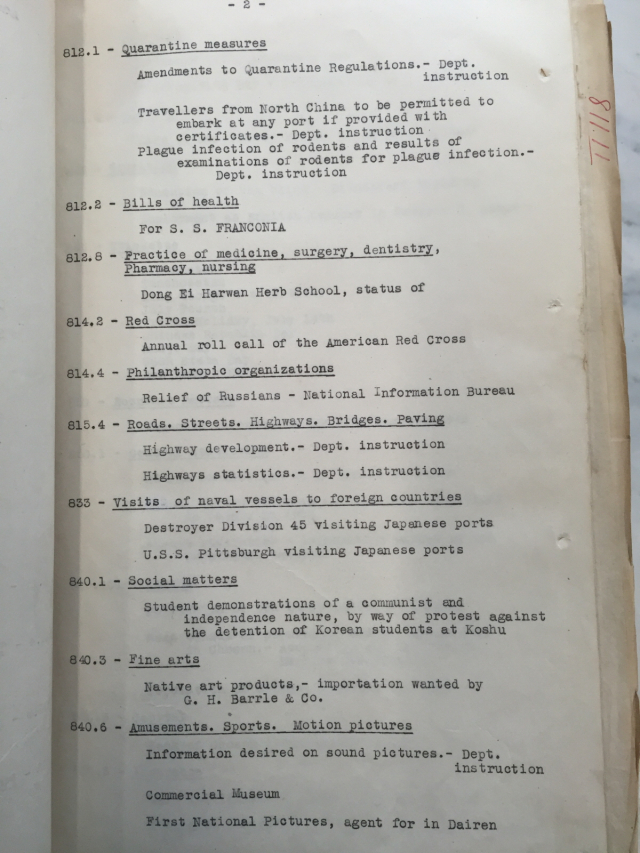 - 2 -
812.1 - Quarantine measures
Amendments to Quarantine Regulations.- Dept.
instruction
Travellers from North China to be permitted to
embark at any port if provided with
certificates.- Dept. instruction
Plague infection of rodents and results of
examinations of rodents for plague infection.-
Dept. instruction
812.2 - Bills of health
For S. S. FRANCONIA
812.8 - Practice of medicine, surgery, dentistry,
Pharmacy, nursing
Dong Ei Harwan Herb School, status of
814.2 - Red Cross
Annual roll call of the American Red Cross
814.4 - Philanthropic organizations
Relief of Russians - National Information Bureau
815.4 - Roads. Streets. Highways. Bridges. Paving
Highway development.- Dept. instruction
Highways statistics.- Dept. instruction
833 - Visits of naval vessels to foreign countries
Destroyer Division 45 visiting Japanese ports
U.S.S. Pittsburgh visiting Japanese ports
840.1 - Social matters
Student demonstrations of a communist and
independence nature, by way of protest against
the detention of Korean students at Koshu
840.3 - Fine arts
Native art products,- importation wanted by
G. H. Barrle & Co.
840.6 - Amusements. Sports. Motion pictures
Information desired on sound pictures.- Dept.
instruction
Commercial Museum
First National Pictures, agent for in Dairen
811.11